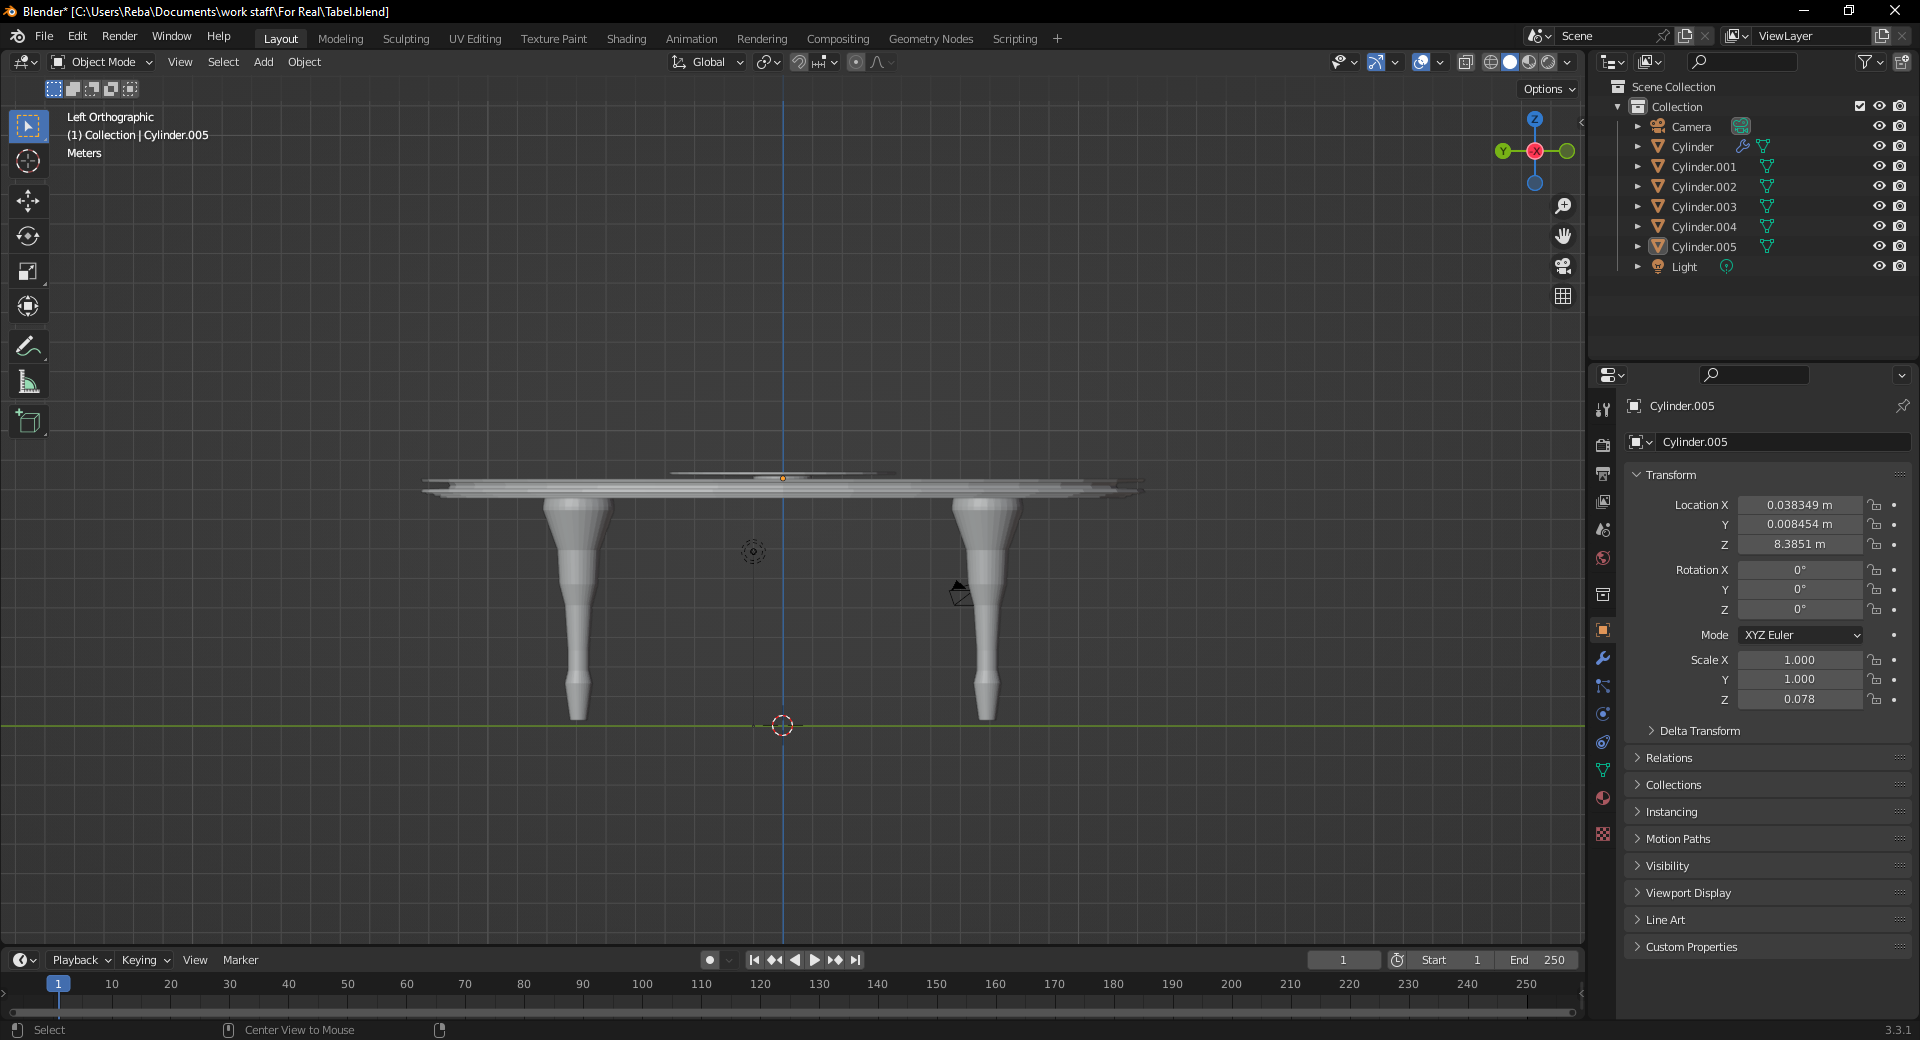 Blender* [C:\Users\Reba\Documents\work staff\For Real\Tabel.blend]
File Edit Render Window Help Layout Modeling Sculpting UV Editing Texture Paint Shading Animation Rendering Compositing Geometry Nodes Scripting + Scene ViewLayer
Object Mode View Select Add Object Global
Options
Left Orthographic
(1) Collection | Cylinder.005
Meters
Z
Y
-X
Scene Collection
Collection
Camera
Cylinder
Cylinder.001
Cylinder.002
Cylinder.003
Cylinder.004
Cylinder.005
Light
Cylinder.005
Cylinder.005
Transform
Location X 0.038349 m
Y 0.008454 m
Z 8.3851 m
Rotation X 0°
Y 0°
Z 0°
Mode XYZ Euler
Scale X 1.000
Y 1.000
Z 0.078
Delta Transform
Relations
Collections
Instancing
Motion Paths
Visibility
Viewport Display
Line Art
Custom Properties
Playback Keying View Marker 1 Start 1 End 250
1 10 20 30 40 50 60 70 80 90 100 110 120 130 140 150 160 170 180 190 200 210 220 230 240 250
Select Center View to Mouse 3.3.1